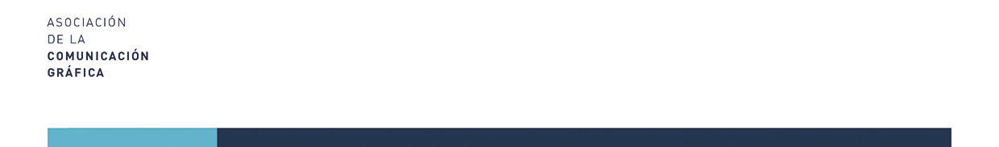 ASOCIACIÓN
DE LA
COMUNICACIÓN
GRÁFICA